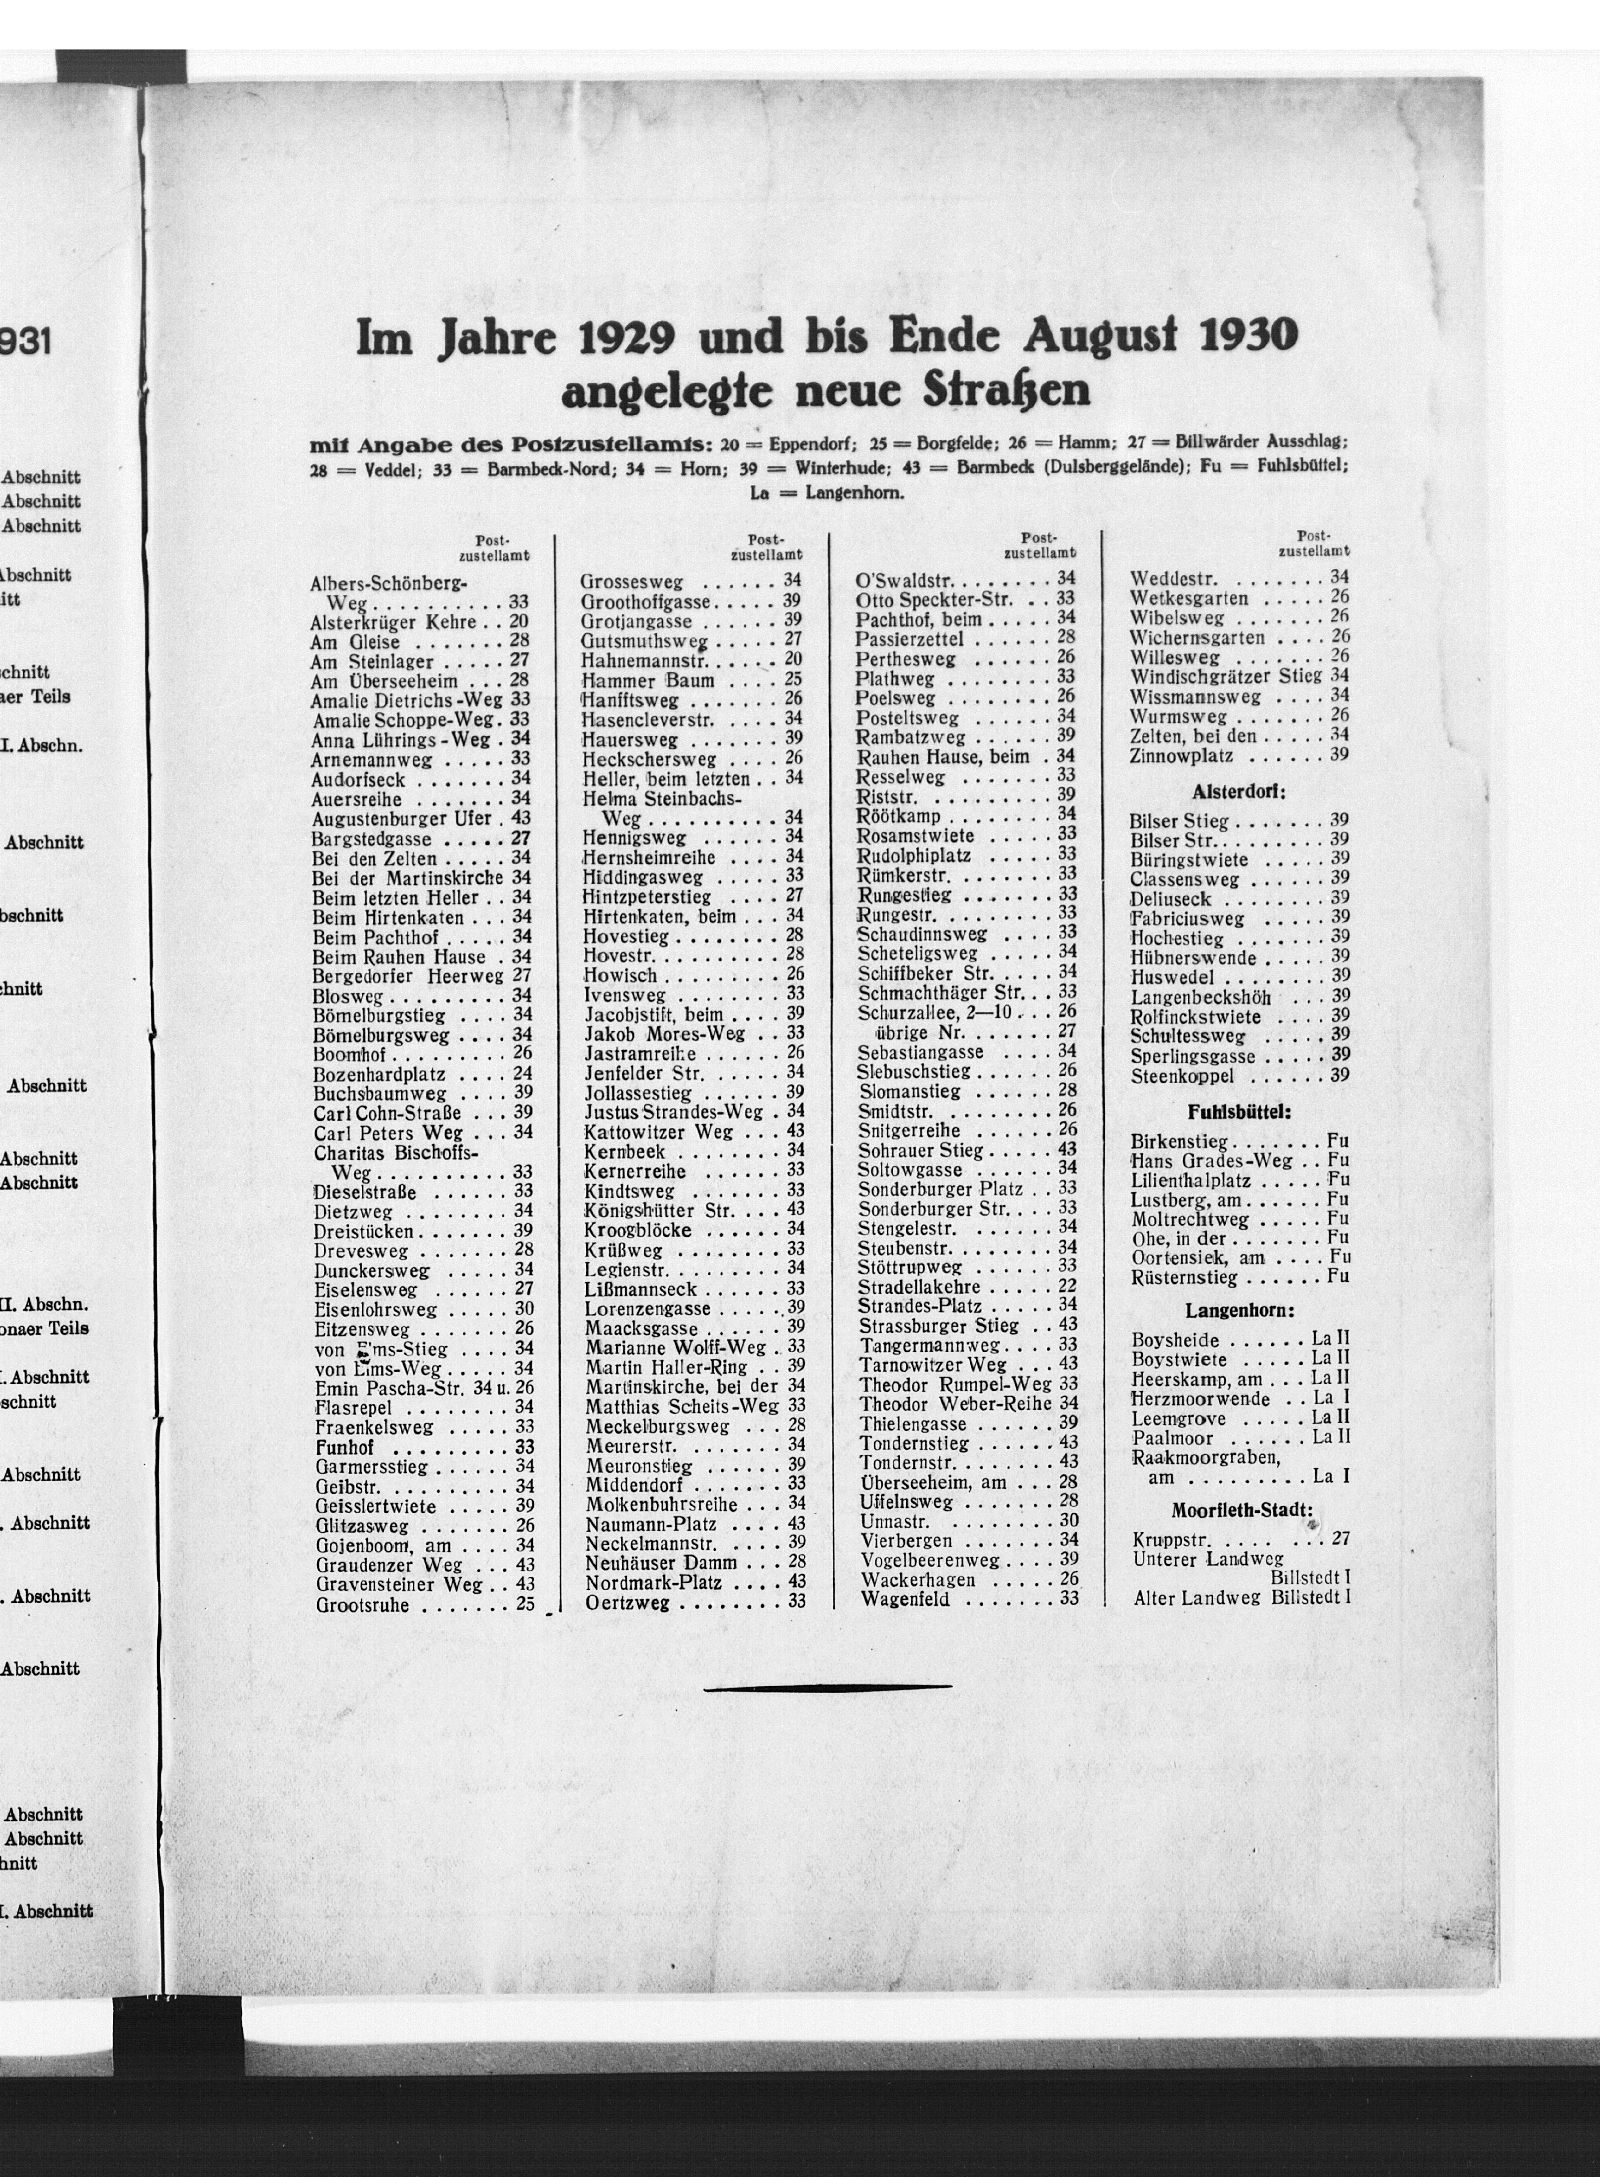 931
Abschnitt
Abschnitt
Abschnitt
Abschnitt
itt
chnitt
aer Teils
I. Abschn.
Abschnitt
bschnitt
chnitt
Abschnitt
Abschnitt
Abschnitt
II. Abschn.
onaer Teils
I. Abschnitt
schnitt
Abschnitt
. Abschnitt
. Abschnitt
Abschnitt
Abschnitt
Abschnitt
hnitt
I. Abschnitt
Im Jahre 1929 und bis Ende August 1930
angelegte neue Straßen
mit Angabe des Postzustellamts: 20 = Eppendorf; 25 = Borgfelde; 26 = Hamm; 27 = Billwärder Ausschlag;
28 = Veddel; 33 = Barmbeck-Nord; 34 = Horn; 39 = Winterhude; 43 = Barmbeck (Dulsberggelände); Fu = Fuhlsbüttel;
La = Langenhorn.
Post-
zustellamt
Albers-Schönberg-
Weg . . . . . . . . . . 33
Alsterkrüger Kehre . . 20
Am Gleise . . . . . . . 28
Am Steinlager . . . . . 27
Am Überseeheim . . . 28
Amalie Dietrichs-Weg 33
Amalie Schoppe-Weg . 33
Anna Lührings-Weg . 34
Arnemannweg . . . . . 33
Audorfseck . . . . . . . 34
Auersreihe . . . . . . . 34
Augustenburger Ufer . 43
Bargstedgasse . . . . . 27
Bei den Zelten . . . . . 34
Bei der Martinskirche 34
Beim letzten Heller . . 34
Beim Hirtenkaten . . . 34
Beim Pachthof . . . . . 34
Beim Rauhen Hause . 34
Bergedorfer Heerweg 27
Blosweg . . . . . . . . . 34
Bömelburgstieg . . . . 34
Bömelburgsweg . . . . 34
Boomhof . . . . . . . . . 26
Bozenhardplatz . . . . 24
Buchsbaumweg . . . . 39
Carl Cohn-Straße . . . 39
Carl Peters Weg . . . 34
Charitas Bischoffs-
Weg . . . . . . . . . . 33
Dieselstraße . . . . . . 33
Dietzweg . . . . . . . . 34
Dreistücken . . . . . . . 39
Drevesweg . . . . . . . 28
Dunckersweg . . . . . 34
Eiselensweg . . . . . . 27
Eisenlohrsweg . . . . . 30
Eitzensweg . . . . . . . 26
von Ems-Stieg . . . . 34
von Ems-Weg . . . . . 34
Emin Pascha-Str. 34 u. 26
Flasrepel . . . . . . . . 34
Fraenkelsweg . . . . . 33
Funhof . . . . . . . . . 33
Garmersstieg . . . . . . 34
Geibstr. . . . . . . . . . 34
Geisslertwiete . . . . . 39
Glitzasweg . . . . . . . 26
Gojenboom, am . . . . 34
Graudenzer Weg . . . 43
Gravensteiner Weg . . 43
Grootsruhe . . . . . . . 25
Post-
zustellamt
Grossesweg . . . . . . 34
Groothoffgasse . . . . . 39
Grotjangasse . . . . . . 39
Gutsmuthsweg . . . . . 27
Hahnemannstr. . . . . . 20
Hammer Baum . . . . 25
Hanfftsweg . . . . . . . 26
Hasencleverstr. . . . . 34
Hauersweg . . . . . . . 39
Heckschersweg . . . . 26
Heller, beim letzten . . 34
Helma Steinbachs-
Weg . . . . . . . . . . 34
Hennigsweg . . . . . . 34
Hernsheimreihe . . . . 34
Hiddingasweg . . . . . 33
Hintzpeterstieg . . . . 27
Hirtenkaten, beim . . . 34
Hovestieg . . . . . . . . 28
Hovestr. . . . . . . . . . 28
Howisch . . . . . . . . . 26
Ivensweg . . . . . . . . 33
Jacobjstift, beim . . . . 39
Jakob Mores-Weg . . 33
Jastramreihe . . . . . . 26
Jenfelder Str. . . . . . 34
Jollassestieg . . . . . . 39
Justus Strandes-Weg . 34
Kattowitzer Weg . . . 43
Kernbeek . . . . . . . . 34
Kernerreihe . . . . . . 33
Kindtsweg . . . . . . . 33
Königshütter Str. . . . 43
Kroogblöcke . . . . . . 34
Krüßweg . . . . . . . . 33
Legienstr. . . . . . . . . 34
Lißmannseck . . . . . . 33
Lorenzengasse . . . . . . 39
Maacksgasse . . . . . . 39
Marianne Wolff-Weg . 33
Martin Haller-Ring . . 39
Martinskirche, bei der 34
Matthias Scheits-Weg 33
Meckelburgsweg . . . 28
Meurerstr. . . . . . . . 34
Meuronstieg . . . . . . 39
Middendorf . . . . . . . 33
Molkenbuhrsreihe . . . 34
Naumann-Platz . . . . 43
Neckelmannstr. . . . . 39
Neuhäuser Damm . . . 28
Nordmark-Platz . . . . 43
Oertzweg . . . . . . . . 33
Post-
zustellamt
O'Swaldstr. . . . . . . . 34
Otto Speckter-Str. . . 33
Pachthof, beim . . . . . 34
Passierzettel . . . . . . 28
Perthesweg . . . . . . 26
Plathweg . . . . . . . . 33
Poelsweg . . . . . . . . 26
Posteltsweg . . . . . . 34
Rambatzweg . . . . . . 39
Rauhen Hause, beim . 34
Resselweg . . . . . . . 33
Riststr. . . . . . . . . . 39
Röötkamp . . . . . . . . 34
Rosamstwiete . . . . . 33
Rudolphiplatz . . . . . 33
Rümkerstr. . . . . . . . 33
Rungestieg . . . . . . . 33
Rungestr. . . . . . . . . 33
Schaudinnsweg . . . . 33
Scheteligsweg . . . . . 34
Schiffbeker Str. . . . . 34
Schmachthäger Str. . . 33
Schurzallee, 2—10 . . . 26
übrige Nr. . . . . . . 27
Sebastiangasse . . . . 34
Slebuschstieg . . . . . . 26
Slomanstieg . . . . . . 28
Smidtstr. . . . . . . . . 26
Snitgerreihe . . . . . . 26
Sohrauer Stieg . . . . . 43
Soltowgasse . . . . . . 34
Sonderburger Platz . . 33
Sonderburger Str. . . . 33
Stengelestr. . . . . . . 34
Steubenstr. . . . . . . . 34
Stöttrupweg . . . . . . 33
Stradellakehre . . . . . 22
Strandes-Platz . . . . . 34
Strassburger Stieg . . 43
Tangermannweg . . . . 33
Tarnowitzer Weg . . . 43
Theodor Rumpel-Weg 33
Theodor Weber-Reihe 34
Thielengasse . . . . . . 39
Tondernstieg . . . . . . 43
Tondernstr. . . . . . . . 43
Überseeheim, am . . . 28
Uffelnsweg . . . . . . . 28
Unnastr. . . . . . . . . 30
Vierbergen . . . . . . . 34
Vogelbeerenweg . . . . 39
Wackerhagen . . . . . 26
Wagenfeld . . . . . . . 33
Post-
zustellamt
Weddestr. . . . . . . . 34
Wetkesgarten . . . . . 26
Wibelsweg . . . . . . . 26
Wichernsgarten . . . . 26
Willesweg . . . . . . . 26
Windischgrätzer Stieg 34
Wissmannsweg . . . . 34
Wurmsweg . . . . . . . 26
Zelten, bei den . . . . . 34
Zinnowplatz . . . . . . 39
Alsterdorf:
Bilser Stieg . . . . . . . 39
Bilser Str. . . . . . . . . 39
Büringstwiete . . . . . 39
Classensweg . . . . . . 39
Deliuseck . . . . . . . . 39
Fabriciusweg . . . . . 39
Hochestieg . . . . . . . 39
Hübnerswende . . . . . 39
Huswedel . . . . . . . . 39
Langenbeckshöh . . . 39
Rolfinckstwiete . . . . 39
Schultessweg . . . . . 39
Sperlingsgasse . . . . . 39
Steenkoppel . . . . . . 39
Fuhlsbüttel:
Birkenstieg . . . . . . . Fu
Hans Grades-Weg . . Fu
Lilienthalplatz . . . . . Fu
Lustberg, am . . . . . . Fu
Moltrechtweg . . . . . Fu
Ohe, in der . . . . . . . Fu
Oortensiek, am . . . . Fu
Rüsternstieg . . . . . . Fu
Langenhorn:
Boysheide . . . . . . La II
Boystwiete . . . . . La II
Heerskamp, am . . . La II
Herzmoorwende . . La I
Leemgrove . . . . . La II
Paalmoor . . . . . . La II
Raakmoorgraben,
am . . . . . . . . . La I
Moorfleth-Stadt:
Kruppstr. . . . . . . . 27
Unterer Landweg
Billstedt I
Alter Landweg Billstedt I